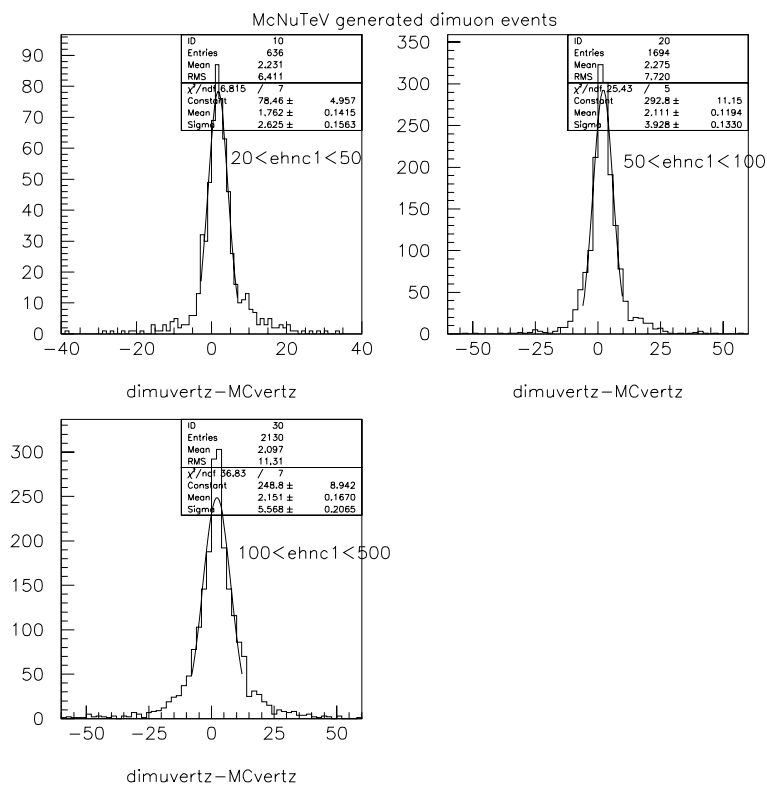 McNuTeV generated dimuon events
ID 10
Entries 636
Mean 2.231
RMS 6.411
χ²/ndf 6.815 / 7
Constant 78.46 ± 4.957
Mean 1.762 ± 0.1415
Sigma 2.625 ± 0.1563
20<ehnc1<50
90
80
70
60
50
40
30
20
10
0
−40 −20 0 20 40
dimuvertz−MCvertz
ID 20
Entries 1694
Mean 2.275
RMS 7.720
χ²/ndf 25.43 / 5
Constant 292.8 ± 11.15
Mean 2.111 ± 0.1194
Sigma 3.928 ± 0.1330
50<ehnc1<100
350
300
250
200
150
100
50
0
−50 −25 0 25 50
dimuvertz−MCvertz
ID 30
Entries 2130
Mean 2.097
RMS 11.31
χ²/ndf 36.83 / 7
Constant 248.8 ± 8.942
Mean 2.151 ± 0.1670
Sigma 5.568 ± 0.2065
100<ehnc1<500
300
250
200
150
100
50
0
−50 −25 0 25 50
dimuvertz−MCvertz